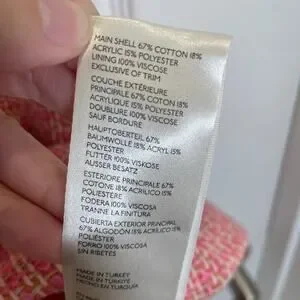 MAIN SHELL 67% COTTON 18%
ACRYLIC 15% POLYESTER
LINING 100% VISCOSE
EXCLUSIVE OF TRIM
COUCHE EXTÉRIEURE
PRINCIPALE 67% COTON 18%
ACRYLIQUE 15% POLYESTER
DOUBLURE 100% VISCOSE
SAUF BORDURE
HAUPTOBERTEIL 67%
BAUMWOLLE 18% ACRYL 15%
POLYESTER
FUTTER 100% VISKOSE
AUSSER BESATZ
ESTERIORE PRINCIPALE 67%
COTONE 18% ACRILICO 15%
POLIESTERE
FODERA 100% VISCOSA
TRANNE LA FINITURA
CUBIERTA EXTERIOR PRINCIPAL
67% ALGODÓN 18% ACRÍLICO 15%
POLIÉSTER
FORRO 100% VISCOSA
SIN RIBETES
MADE IN TURKEY
MADE IN TURKIYE
HECHO EN TURQUÍA